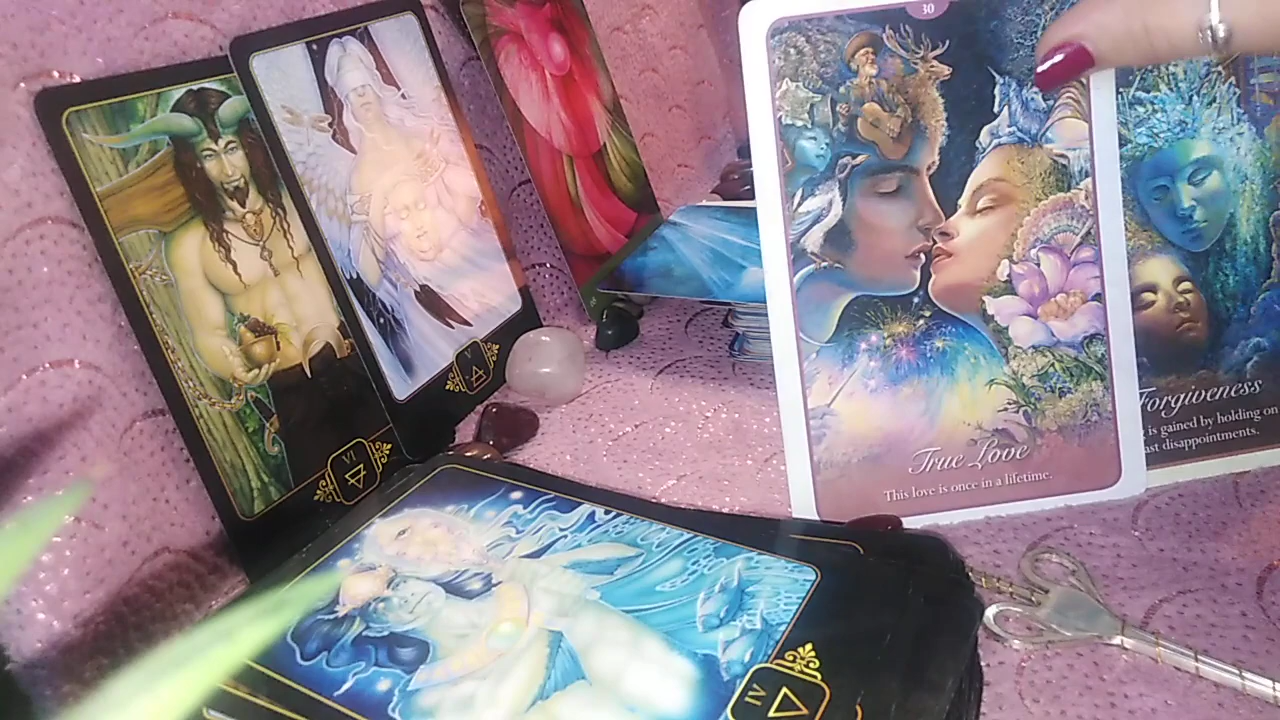 30
True Love
This love is once in a lifetime.
Forgiveness
is gained by holding on
ast disappointments.
VI
V
IV